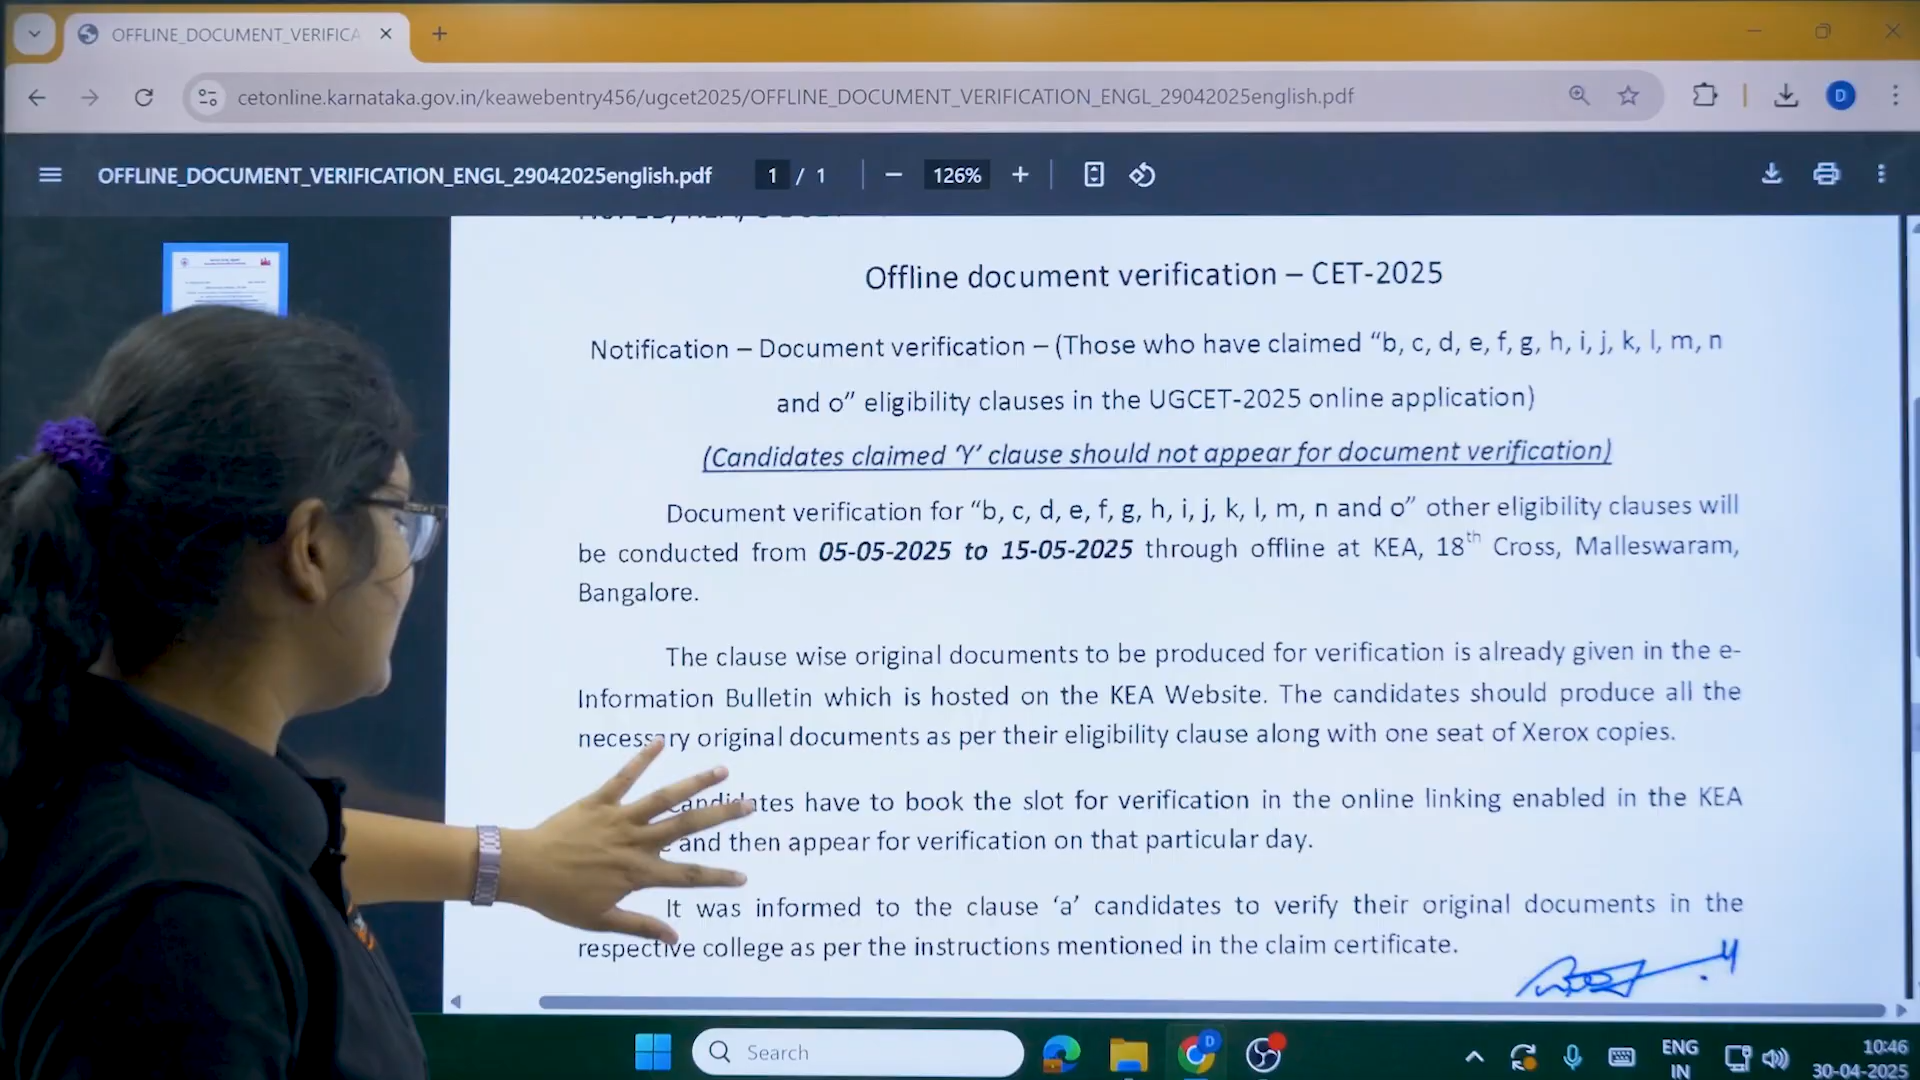 OFFLINE_DOCUMENT_VERIFICA
cetonline.karnataka.gov.in/keawebentry456/ugcet2025/OFFLINE_DOCUMENT_VERIFICATION_ENGL_29042025english.pdf
D
OFFLINE_DOCUMENT_VERIFICATION_ENGL_29042025english.pdf
1 / 1
126%
Offline document verification – CET-2025
Notification – Document verification – (Those who have claimed “b, c, d, e, f, g, h, i, j, k, l, m, n
and o” eligibility clauses in the UGCET-2025 online application)
(Candidates claimed ‘Y’ clause should not appear for document verification)
Document verification for “b, c, d, e, f, g, h, i, j, k, l, m, n and o” other eligibility clauses will
be conducted from 05-05-2025 to 15-05-2025 through offline at KEA, 18th Cross, Malleswaram,
Bangalore.
The clause wise original documents to be produced for verification is already given in the e-
Information Bulletin which is hosted on the KEA Website. The candidates should produce all the
necessary original documents as per their eligibility clause along with one seat of Xerox copies.
Candidates have to book the slot for verification in the online linking enabled in the KEA
and then appear for verification on that particular day.
It was informed to the clause ‘a’ candidates to verify their original documents in the
respective college as per the instructions mentioned in the claim certificate.
Search
D
ENG
IN
10:46
30-04-2025